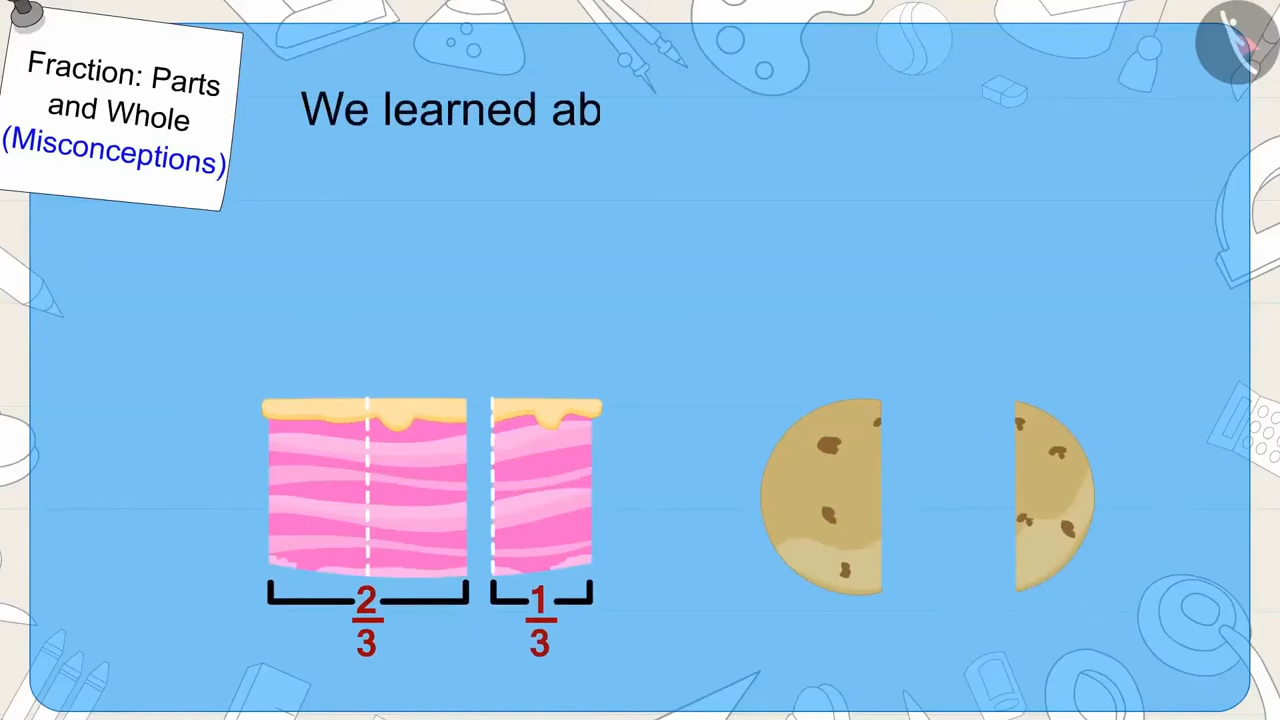 Fraction: Parts
and Whole
(Misconceptions)
We learned ab
2
3
1
3